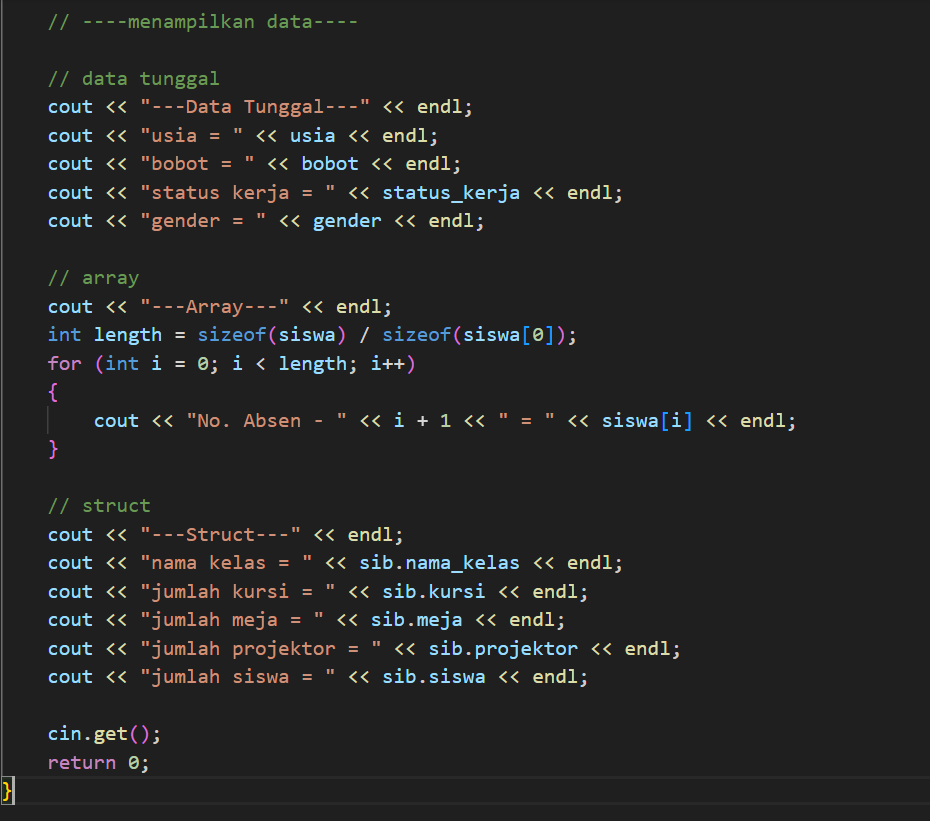 // ----menampilkan data----
// data tunggal
cout << "---Data Tunggal---" << endl;
cout << "usia = " << usia << endl;
cout << "bobot = " << bobot << endl;
cout << "status kerja = " << status_kerja << endl;
cout << "gender = " << gender << endl;
// array
cout << "---Array---" << endl;
int length = sizeof(siswa) / sizeof(siswa[0]);
for (int i = 0; i < length; i++)
{
cout << "No. Absen - " << i + 1 << " = " << siswa[i] << endl;
}
// struct
cout << "---Struct---" << endl;
cout << "nama kelas = " << sib.nama_kelas << endl;
cout << "jumlah kursi = " << sib.kursi << endl;
cout << "jumlah meja = " << sib.meja << endl;
cout << "jumlah projektor = " << sib.projektor << endl;
cout << "jumlah siswa = " << sib.siswa << endl;
cin.get();
return 0;
}